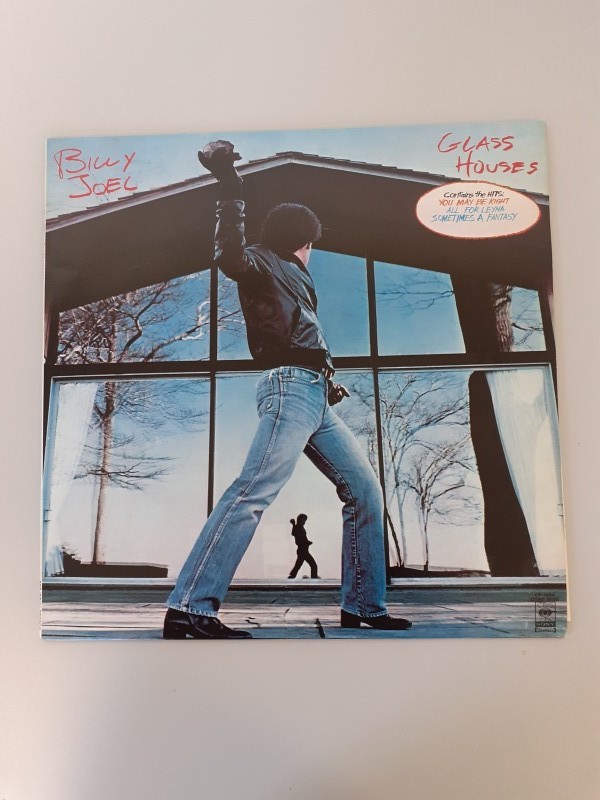 BILLY
JOEL
GLASS
HOUSES
Contains the HITS:
YOU MAY BE RIGHT
ALL FOR LEYNA
SOMETIMES A FANTASY